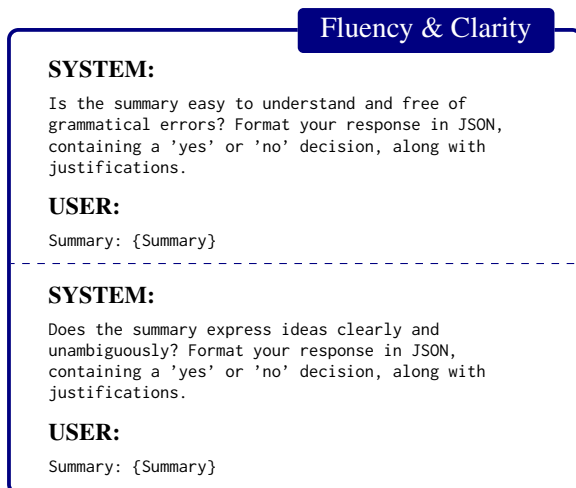 Fluency & Clarity
SYSTEM:
Is the summary easy to understand and free of
grammatical errors? Format your response in JSON,
containing a ’yes’ or ’no’ decision, along with
justifications.
USER:
Summary: {Summary}
SYSTEM:
Does the summary express ideas clearly and
unambiguously? Format your response in JSON,
containing a ’yes’ or ’no’ decision, along with
justifications.
USER:
Summary: {Summary}